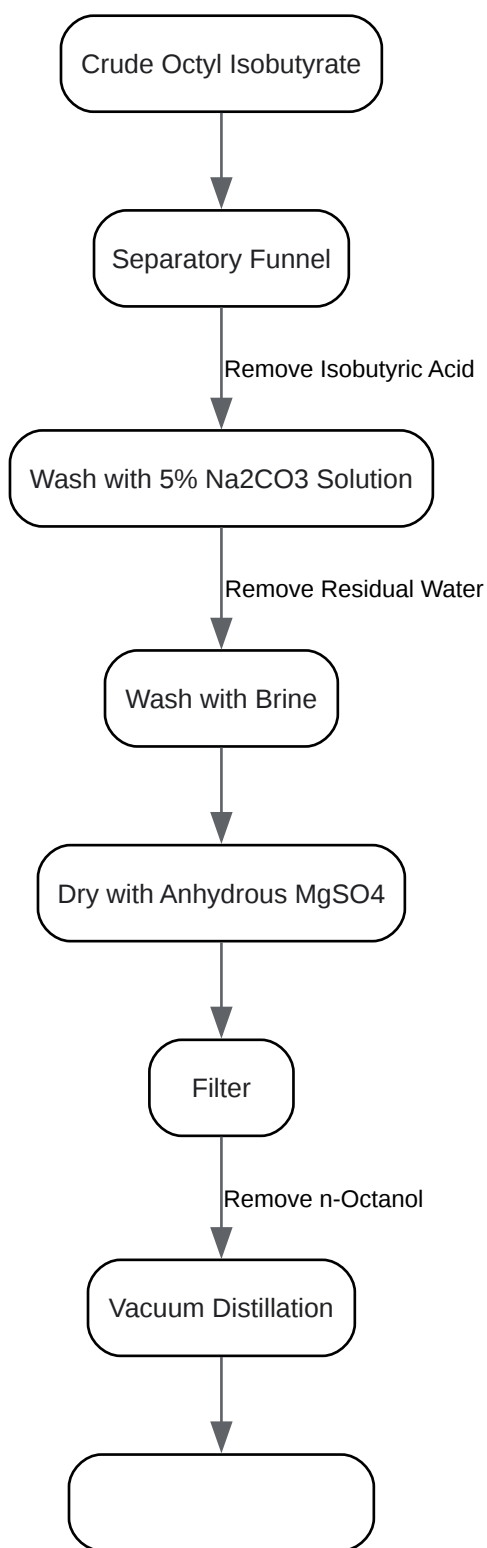 Crude Octyl Isobutyrate
Separatory Funnel
Remove Isobutyric Acid
Wash with 5% Na2CO3 Solution
Remove Residual Water
Wash with Brine
Dry with Anhydrous MgSO4
Filter
Remove n-Octanol
Vacuum Distillation